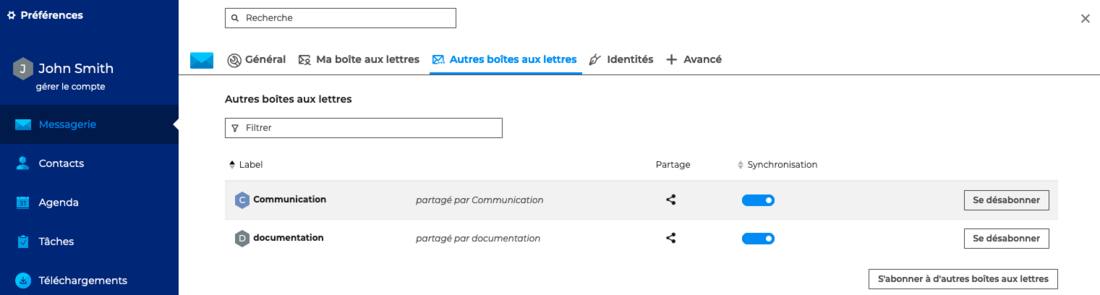 Préférences
Recherche
J John Smith
gérer le compte
Général Ma boîte aux lettres Autres boîtes aux lettres Identités Avancé
Messagerie
Contacts
Agenda
Tâches
Téléchargements
Autres boîtes aux lettres
Filtrer
Label Partage Synchronisation
C Communication partagé par Communication Se désabonner
D documentation partagé par documentation Se désabonner
S'abonner à d'autres boîtes aux lettres